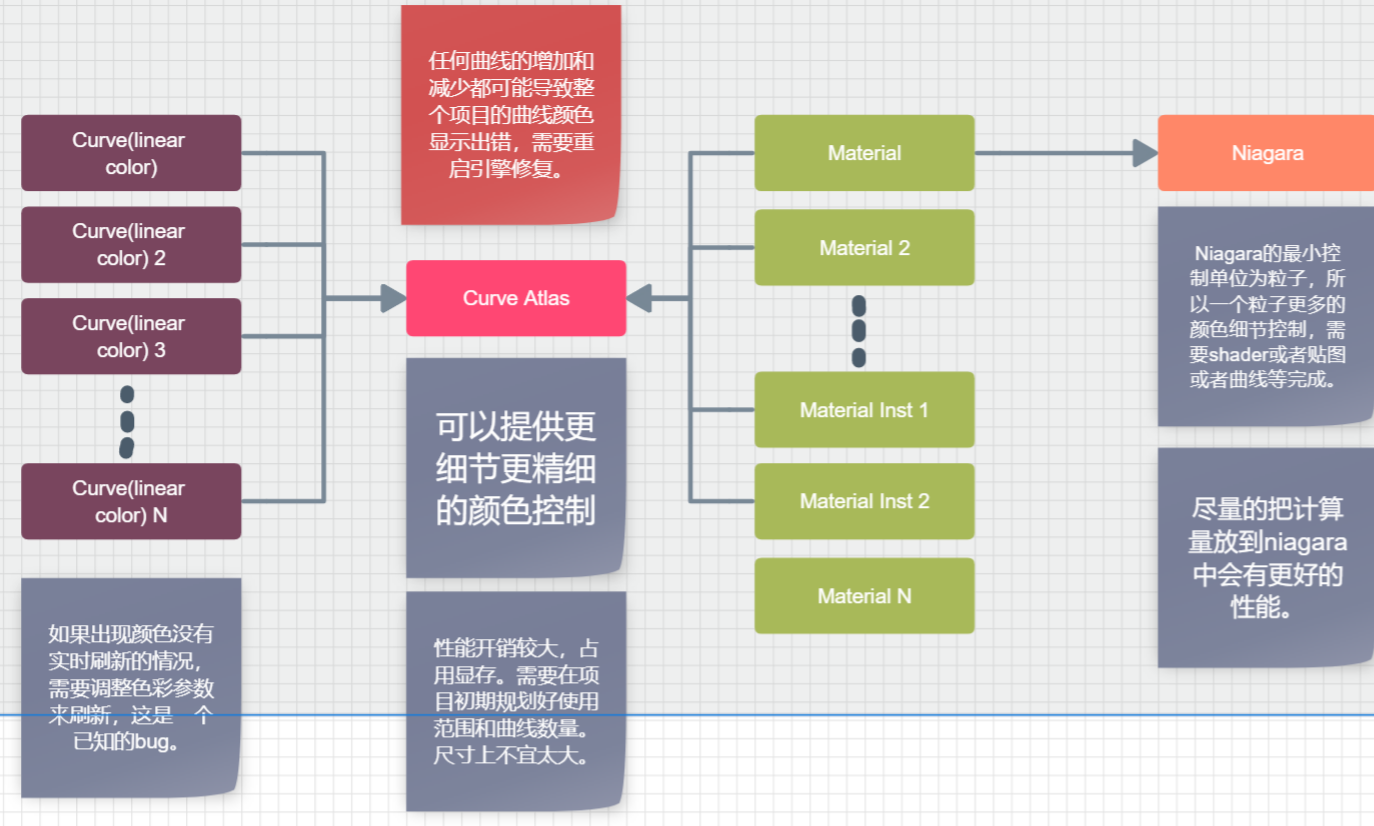 Curve(linear
color)
Curve(linear
color) 2
Curve(linear
color) 3
Curve(linear
color) N
如果出现颜色没有
实时刷新的情况，
需要调整色彩参数
来刷新，这是一个
已知的bug。
任何曲线的增加和
减少都可能导致整
个项目的曲线颜色
显示出错，需要重
启引擎修复。
Curve Atlas
可以提供更
细节更精细
的颜色控制
性能开销较大，占
用显存。需要在项
目初期规划好使用
范围和曲线数量。
尺寸上不宜太大。
Material
Material 2
Material Inst 1
Material Inst 2
Material N
Niagara
Niagara的最小控
制单位为粒子，所
以一个粒子更多的
颜色细节控制，需
要shader或者贴图
或者曲线等完成。
尽量的把计算
量放到niagara
中会有更好的
性能。